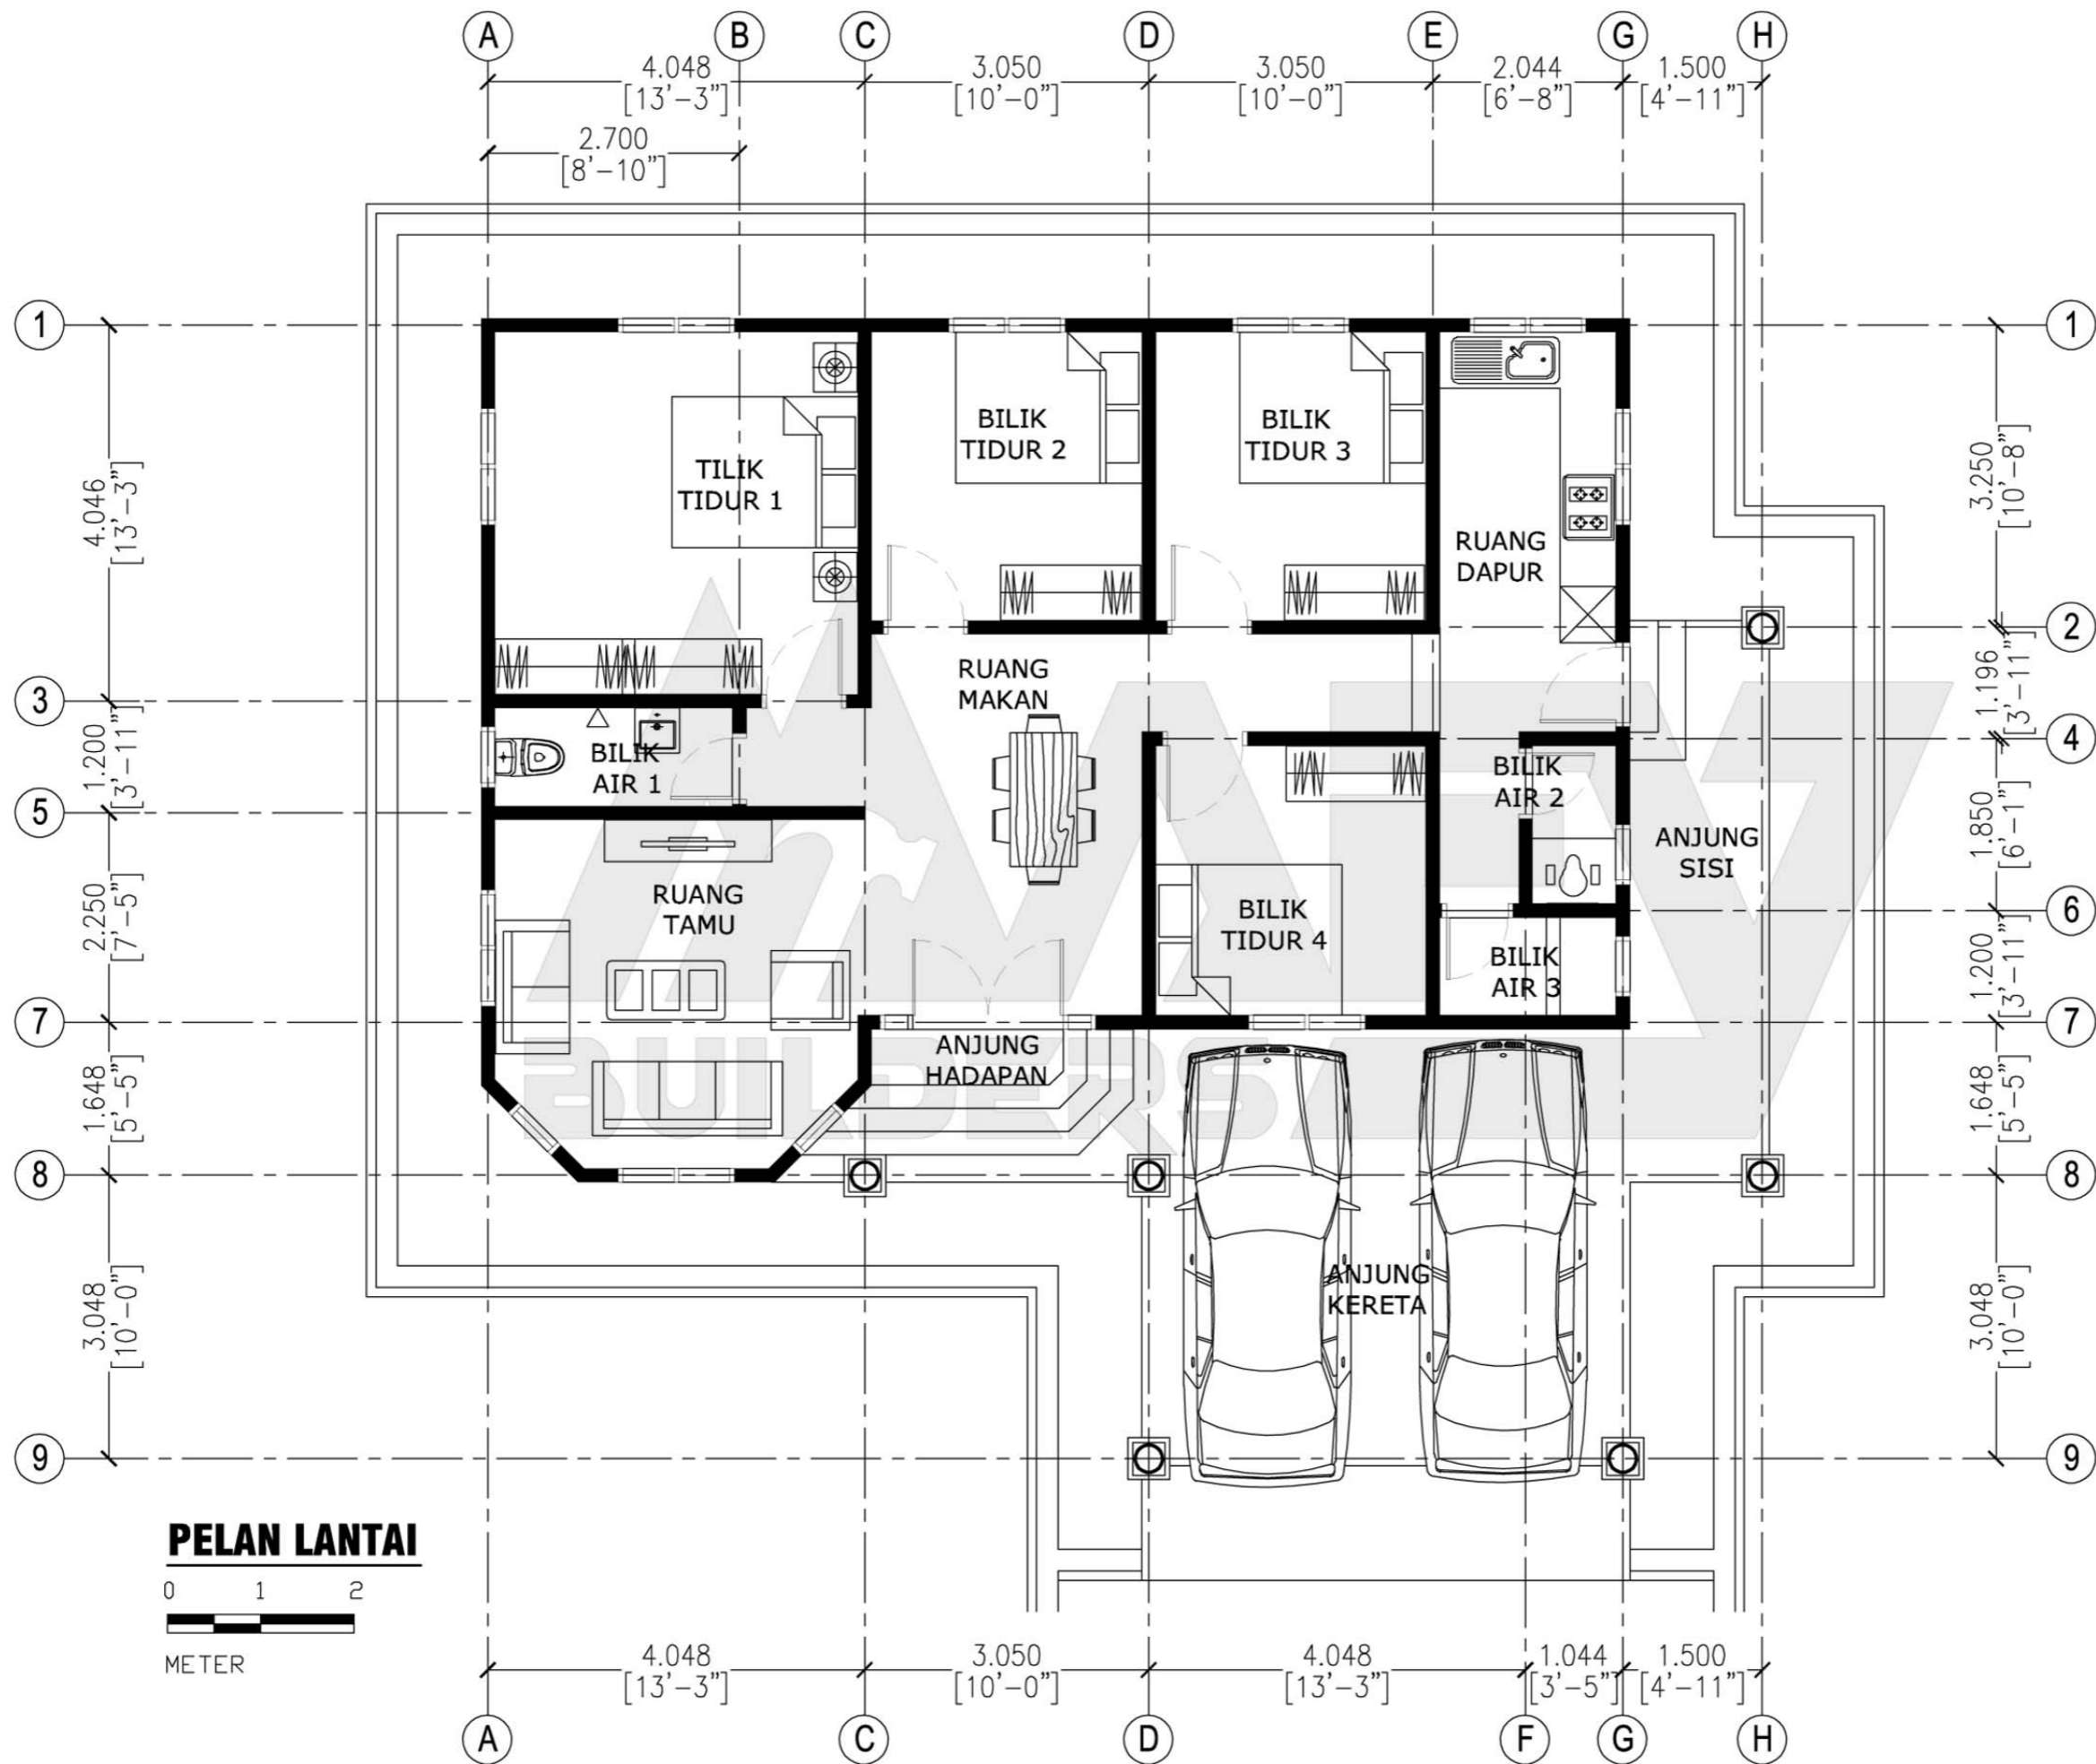 A B C D E G H
4.048 3.050 3.050 2.044 1.500
[13'-3"] [10'-0"] [10'-0"] [6'-8"] [4'-11"]
2.700
[8'-10"]
1 1
4.046
[13'-3"]
3.250
[10'-8"]
TILIK
TIDUR 1
BILIK
TIDUR 2
BILIK
TIDUR 3
RUANG
DAPUR
2
3
1.196
[3'-11"]
RUANG
MAKAN
4
1.200
[3'-11"]
BILIK
AIR 1
BILIK
AIR 2
5
1.850
[6'-1"]
ANJUNG
SISI
2.250
[7'-5"]
RUANG
TAMU
BILIK
TIDUR 4
6
BILIK
AIR 3
1.200
[3'-11"]
7 7
1.648
[5'-5"]
ANJUNG
HADAPAN
BUILDERS
1.648
[5'-5"]
8 8
3.048
[10'-0"]
ANJUNG
KERETA
3.048
[10'-0"]
9 9
PELAN LANTAI
0 1 2
METER
4.048 3.050 4.048 1.044 1.500
[13'-3"] [10'-0"] [13'-3"] [3'-5"] [4'-11"]
A C D F G H